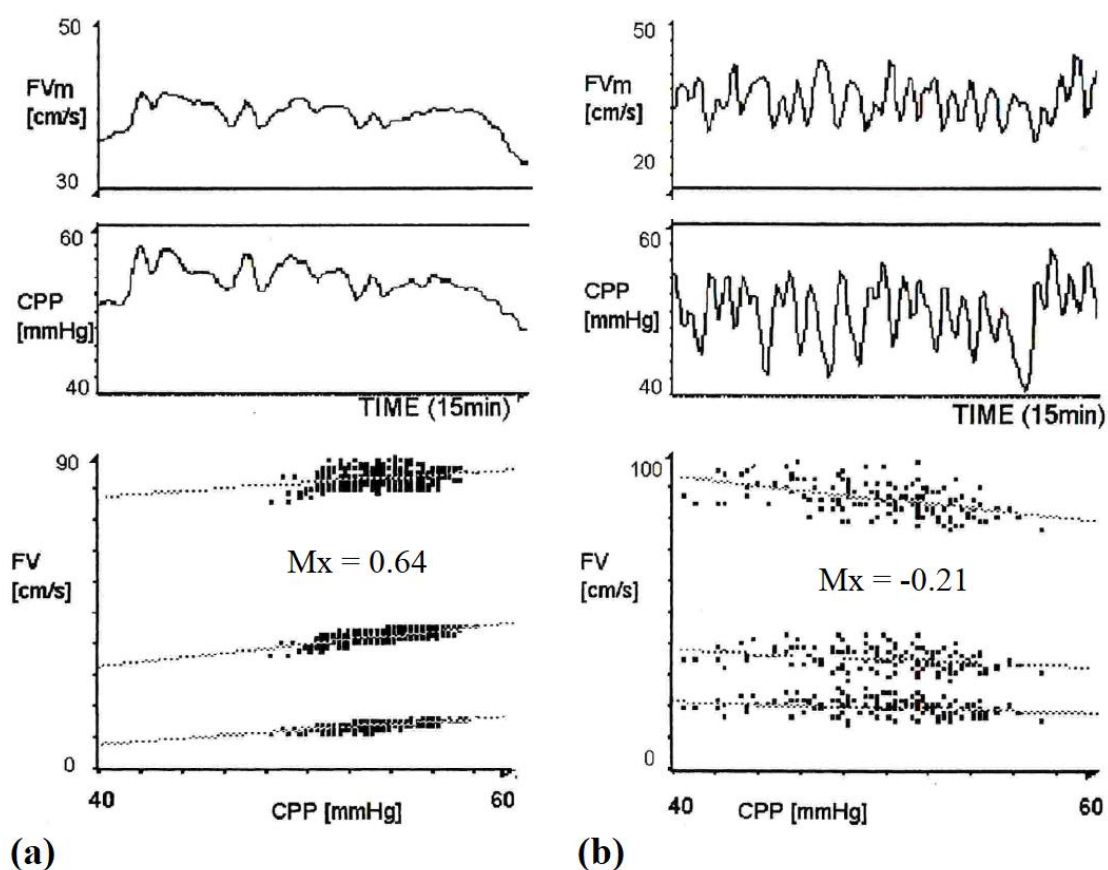 50
FVm
[cm/s]
30
60
CPP
[mmHg]
40
TIME (15min)
90
FV
[cm/s]
Mx = 0.64
0
40
CPP [mmHg]
60
(a)
50
FVm
[cm/s]
20
60
CPP
[mmHg]
40
TIME (15min)
100
FV
[cm/s]
Mx = -0.21
0
40
CPP [mmHg]
60
(b)